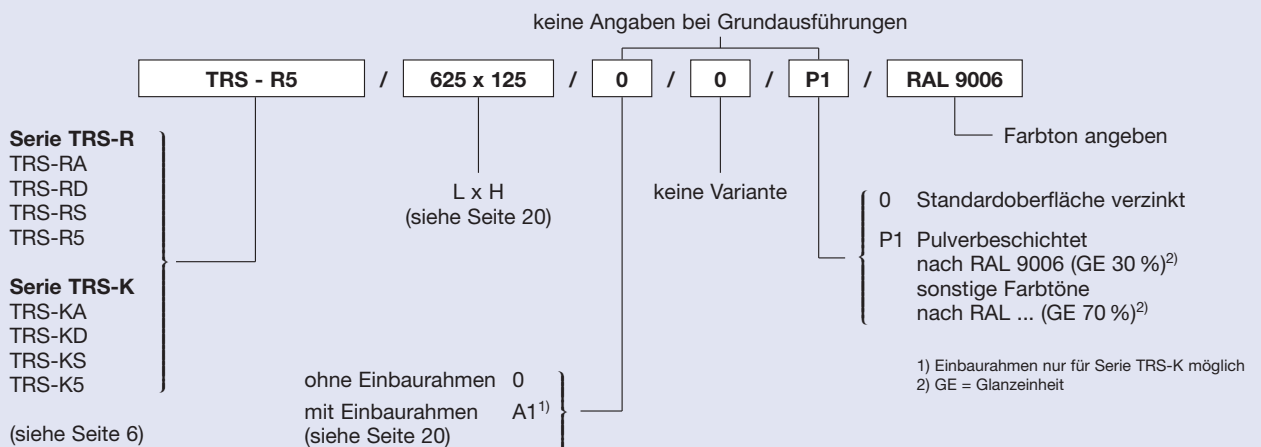 keine Angaben bei Grundausführungen
TRS - R5 / 625 x 125 / 0 / 0 / P1 / RAL 9006
Farbton angeben
Serie TRS-R
TRS-RA
TRS-RD
TRS-RS
TRS-R5
Serie TRS-K
TRS-KA
TRS-KD
TRS-KS
TRS-K5
(siehe Seite 6)
L x H
(siehe Seite 20)
keine Variante
0 Standardoberfläche verzinkt
P1 Pulverbeschichtet
nach RAL 9006 (GE 30 %)2)
sonstige Farbtöne
nach RAL ... (GE 70 %)2)
1) Einbaurahmen nur für Serie TRS-K möglich
2) GE = Glanzeinheit
ohne Einbaurahmen 0
mit Einbaurahmen A11)
(siehe Seite 20)